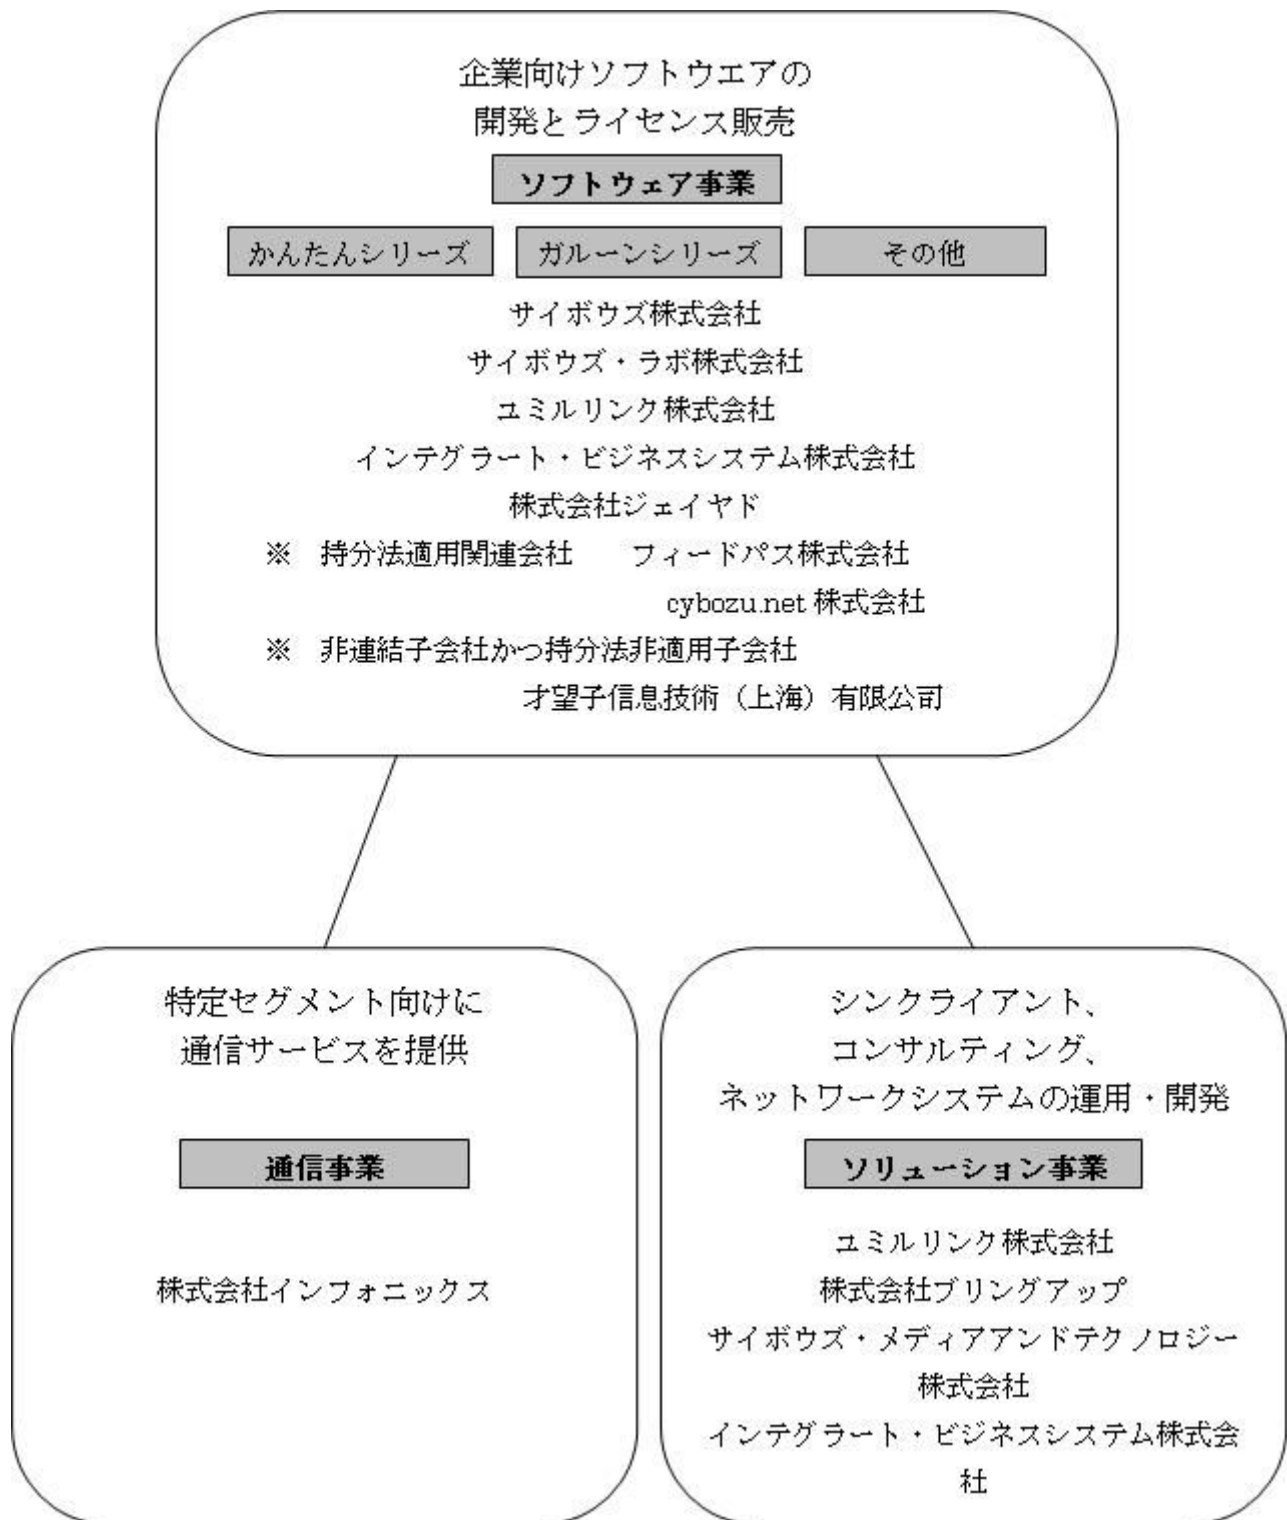 企業向けソフトウエアの
開発とライセンス販売
ソフトウェア事業
かんたんシリーズ ガルーンシリーズ その他
サイボウズ株式会社
サイボウズ・ラボ株式会社
ユミルリンク株式会社
インテグラート・ビジネスシステム株式会社
株式会社ジェイヤド
※ 持分法適用関連会社 フィードパス株式会社
cybozu.net 株式会社
※ 非連結子会社かつ持分法非適用子会社
才望子信息技術（上海）有限公司
特定セグメント向けに
通信サービスを提供
通信事業
株式会社インフォニックス
シンクライアント、
コンサルティング、
ネットワークシステムの運用・開発
ソリューション事業
ユミルリンク株式会社
株式会社ブリングアップ
サイボウズ・メディアアンドテクノロジー
株式会社
インテグラート・ビジネスシステム株式会
社